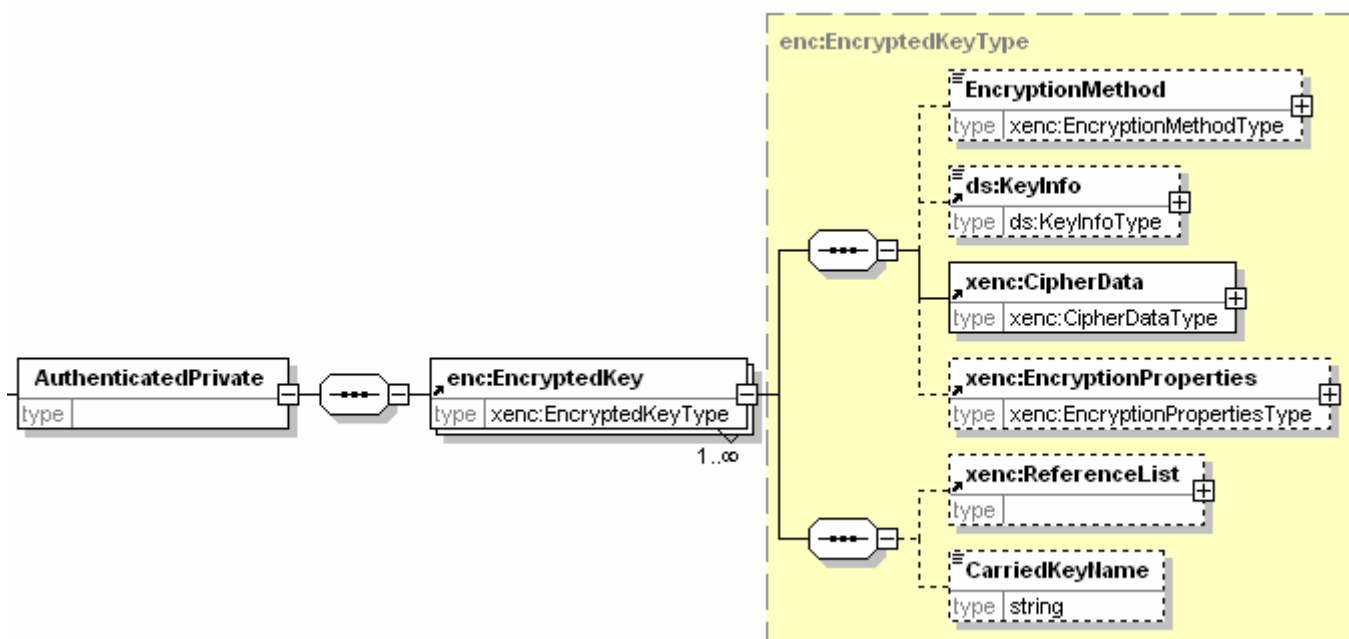 enc:EncryptedKeyType
EncryptionMethod
type xenc:EncryptionMethodType
ds:KeyInfo
type ds:KeyInfoType
xenc:CipherData
type xenc:CipherDataType
AuthenticatedPrivate
type
enc:EncryptedKey
type xenc:EncryptedKeyType
1..∞
xenc:EncryptionProperties
type xenc:EncryptionPropertiesType
xenc:ReferenceList
type
CarriedKeyName
type string